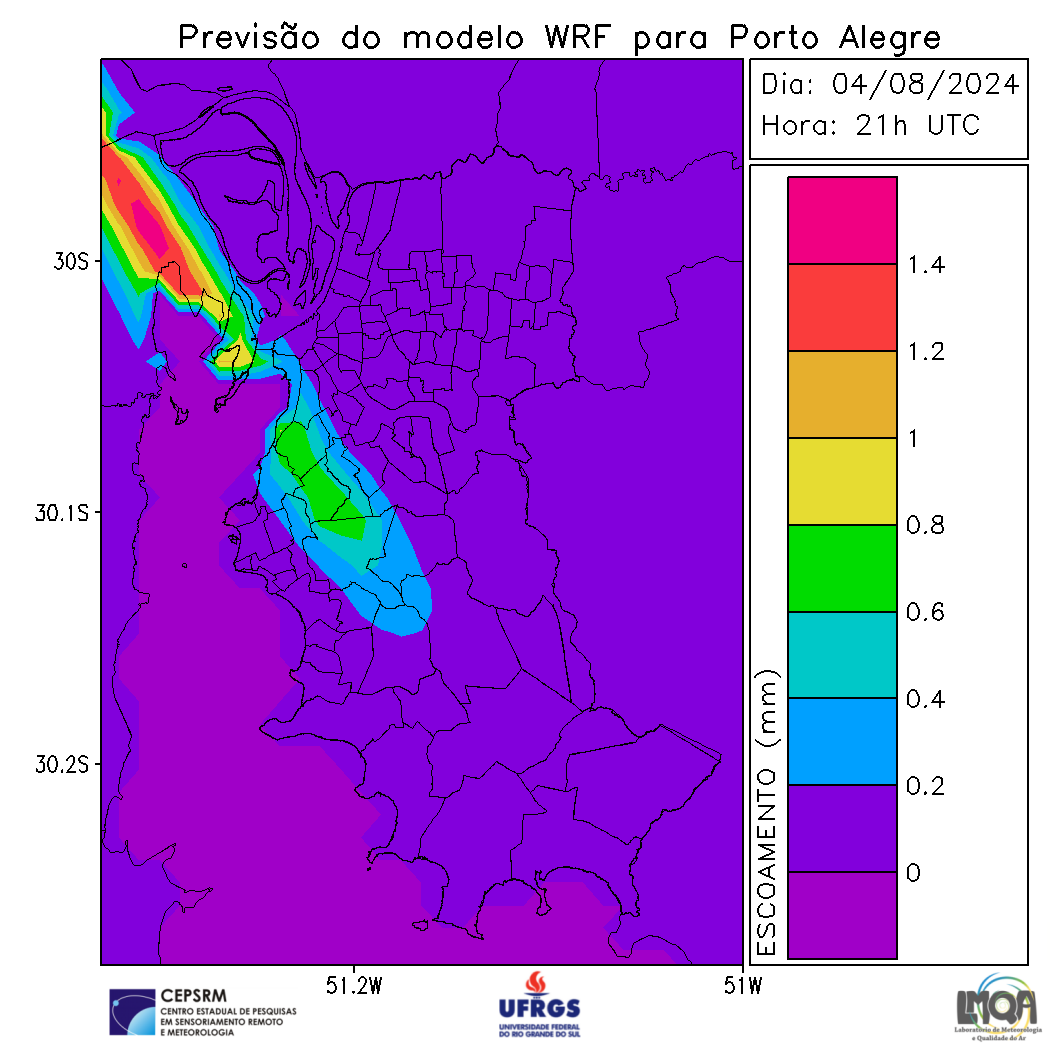 Previsão do modelo WRF para Porto Alegre
Dia: 04/08/2024
Hora: 21h UTC
30S
30.1S
30.2S
51.2W
51W
ESCOAMENTO (mm)
1.4
1.2
1
0.8
0.6
0.4
0.2
0
CEPSRM
CENTRO ESTADUAL DE PESQUISAS
EM SENSORIAMENTO REMOTO
E METEOROLOGIA
UFRGS
UNIVERSIDADE FEDERAL
DO RIO GRANDE DO SUL
LMQA
Laboratório de Meteorologia
e Qualidade do Ar